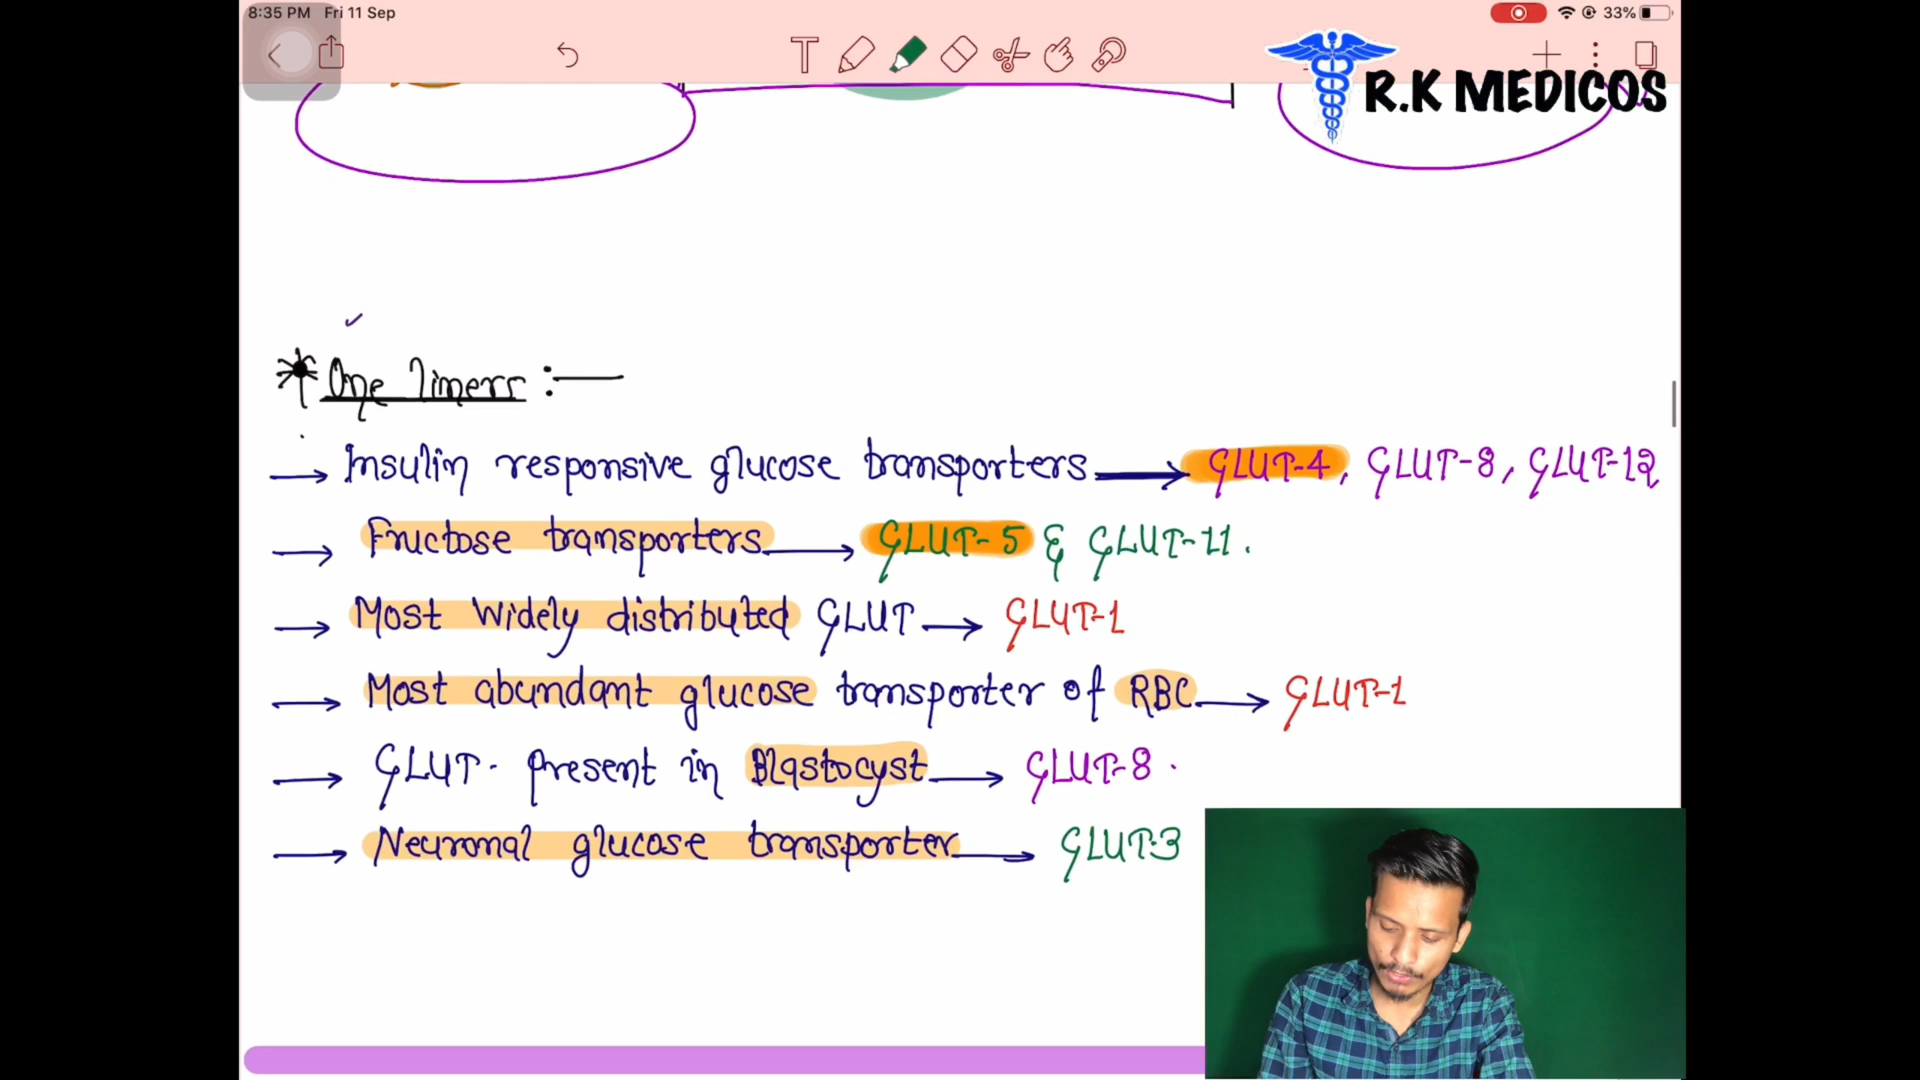 8:35 PM Fri 11 Sep
33%
T
R.K MEDICOS
One liners :—
→ Insulin responsive glucose transporters → GLUT-4, GLUT-8, GLUT-12
→ Fructose transporters → GLUT-5 & GLUT-11.
→ Most widely distributed GLUT → GLUT-1
→ Most abundant glucose transporter of RBC → GLUT-1
→ GLUT- present in Blastocyst → GLUT-8.
→ Neuronal glucose transporter → GLUT-3